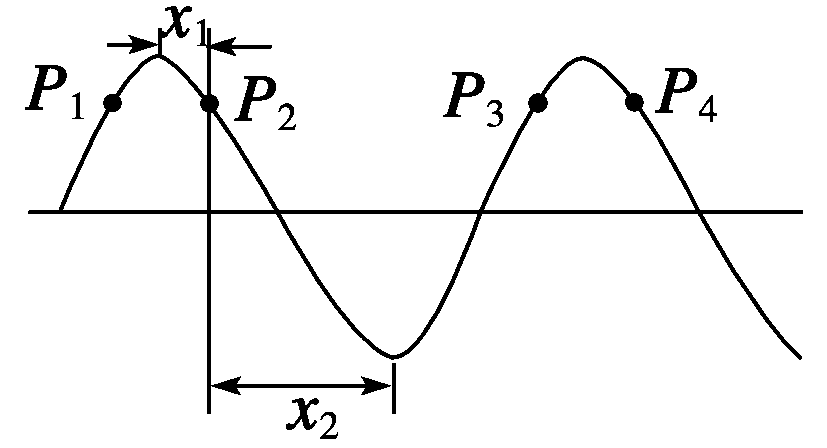 x₁
P₁ P₂ P₃ P₄
x₂